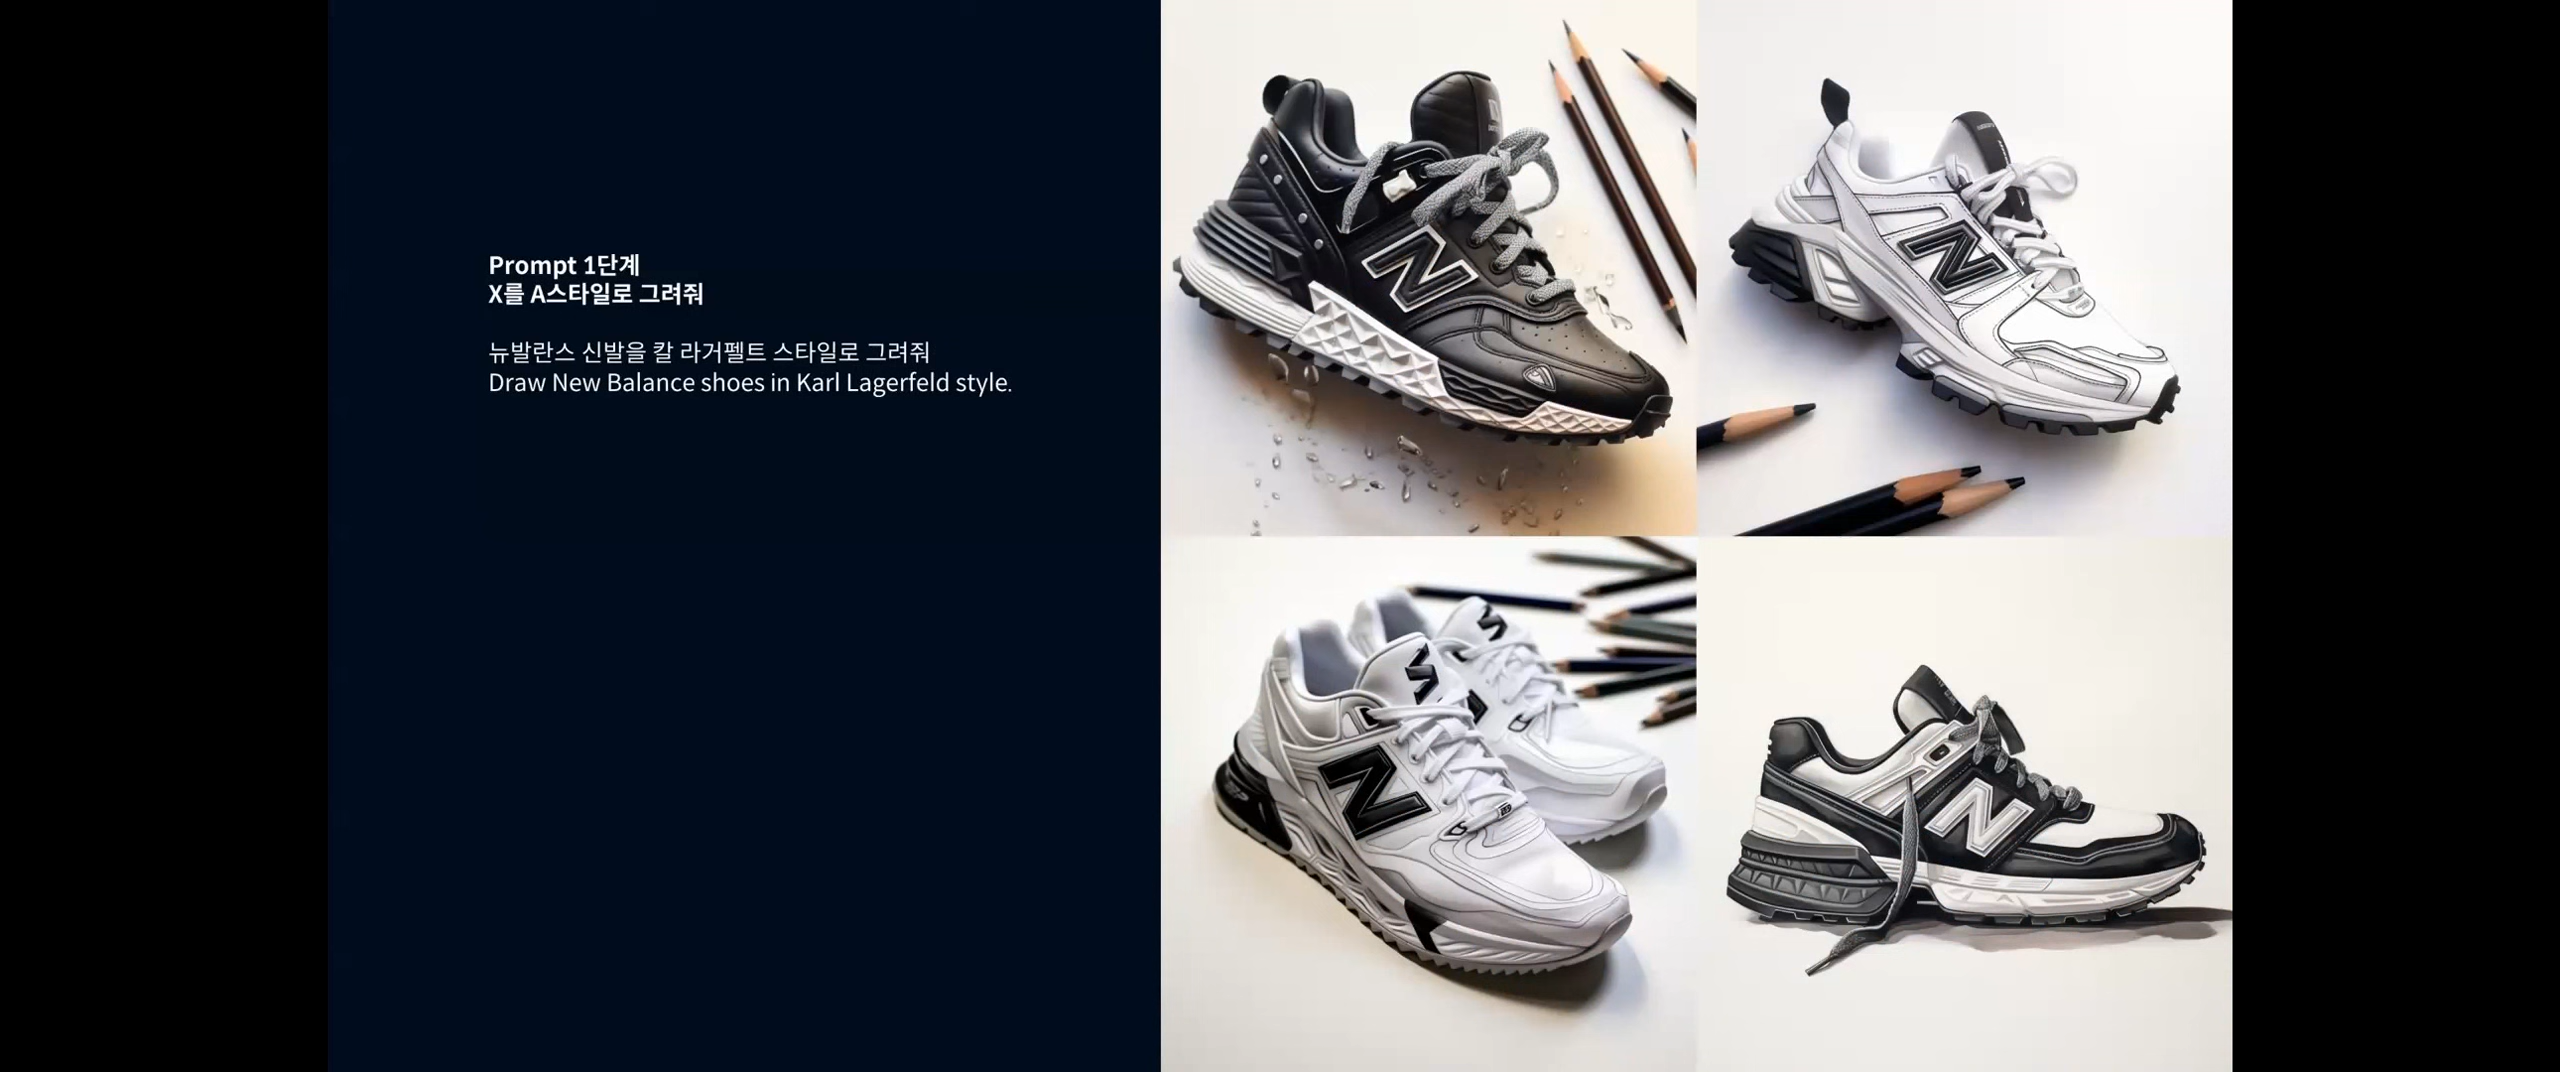 Prompt 1단계
X를 A스타일로 그려줘
뉴발란스 신발을 칼 라거펠트 스타일로 그려줘
Draw New Balance shoes in Karl Lagerfeld style.
N
N
N
N